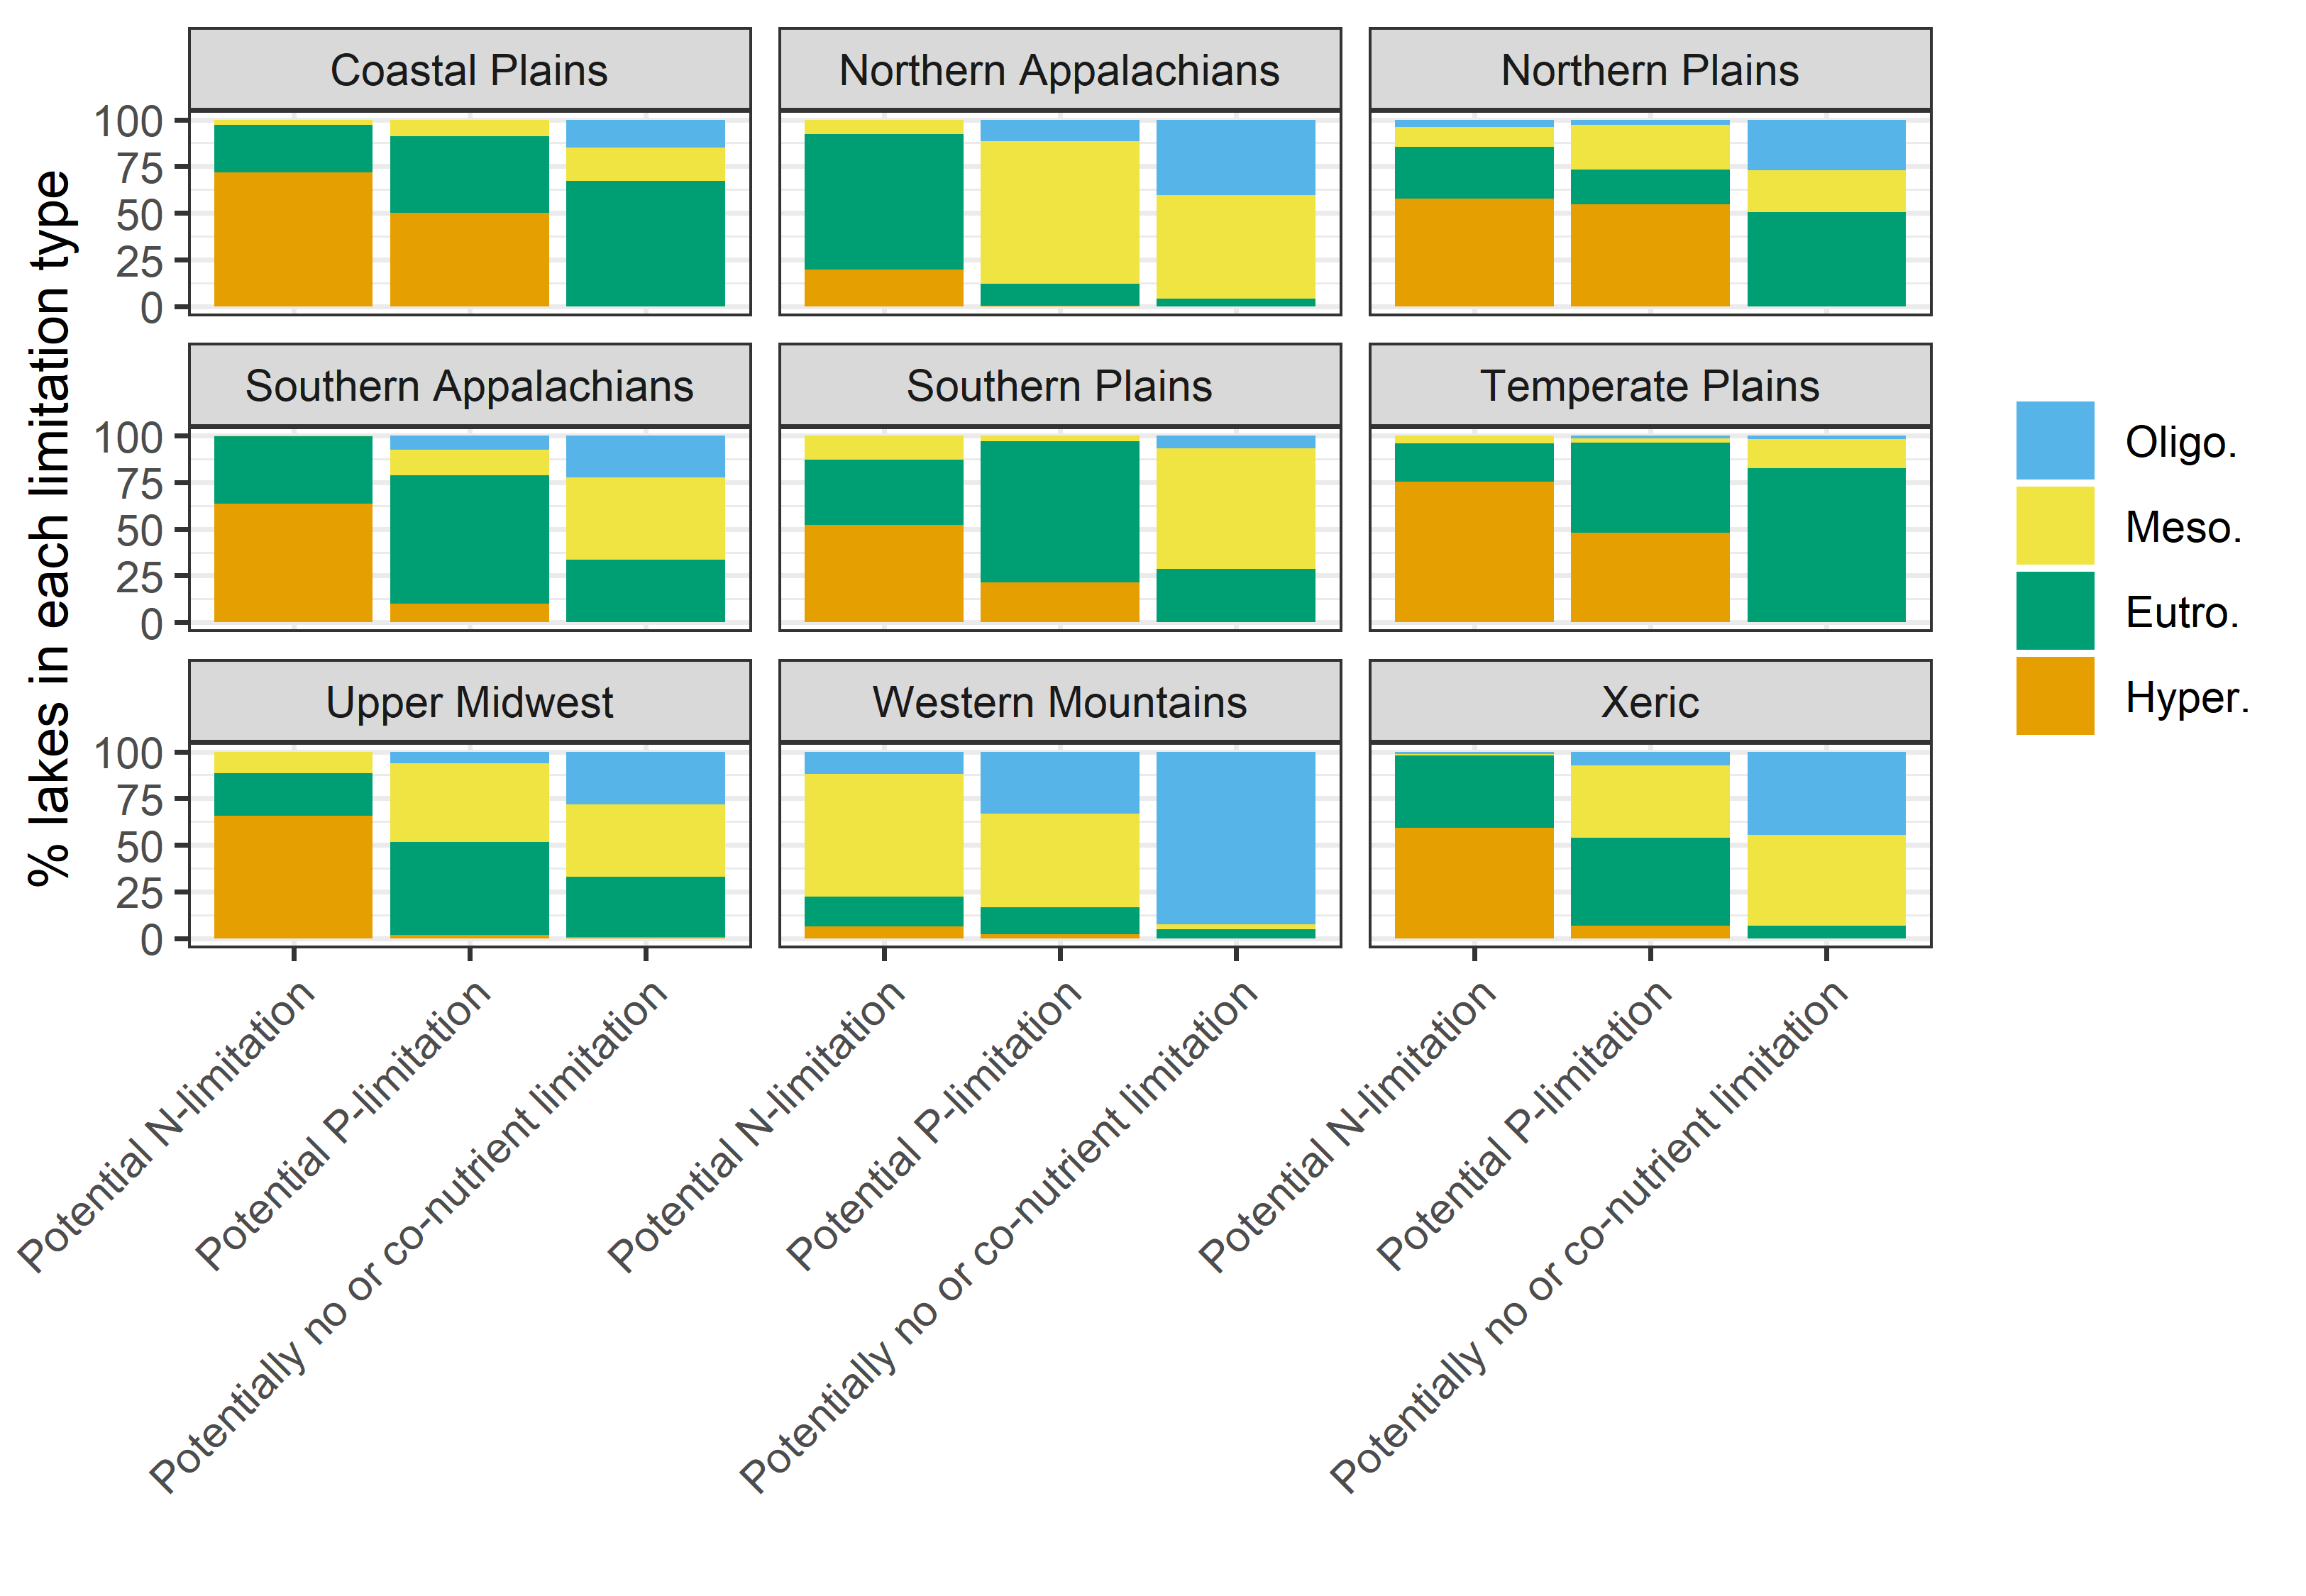 % lakes in each limitation type
Coastal Plains
Northern Appalachians
Northern Plains
100
75
50
25
0
Southern Appalachians
Southern Plains
Temperate Plains
100
75
50
25
0
Upper Midwest
Western Mountains
Xeric
100
75
50
25
0
Potential N-limitation
Potential P-limitation
Potentially no or co-nutrient limitation
Potential N-limitation
Potential P-limitation
Potentially no or co-nutrient limitation
Potential N-limitation
Potential P-limitation
Potentially no or co-nutrient limitation
Oligo.
Meso.
Eutro.
Hyper.